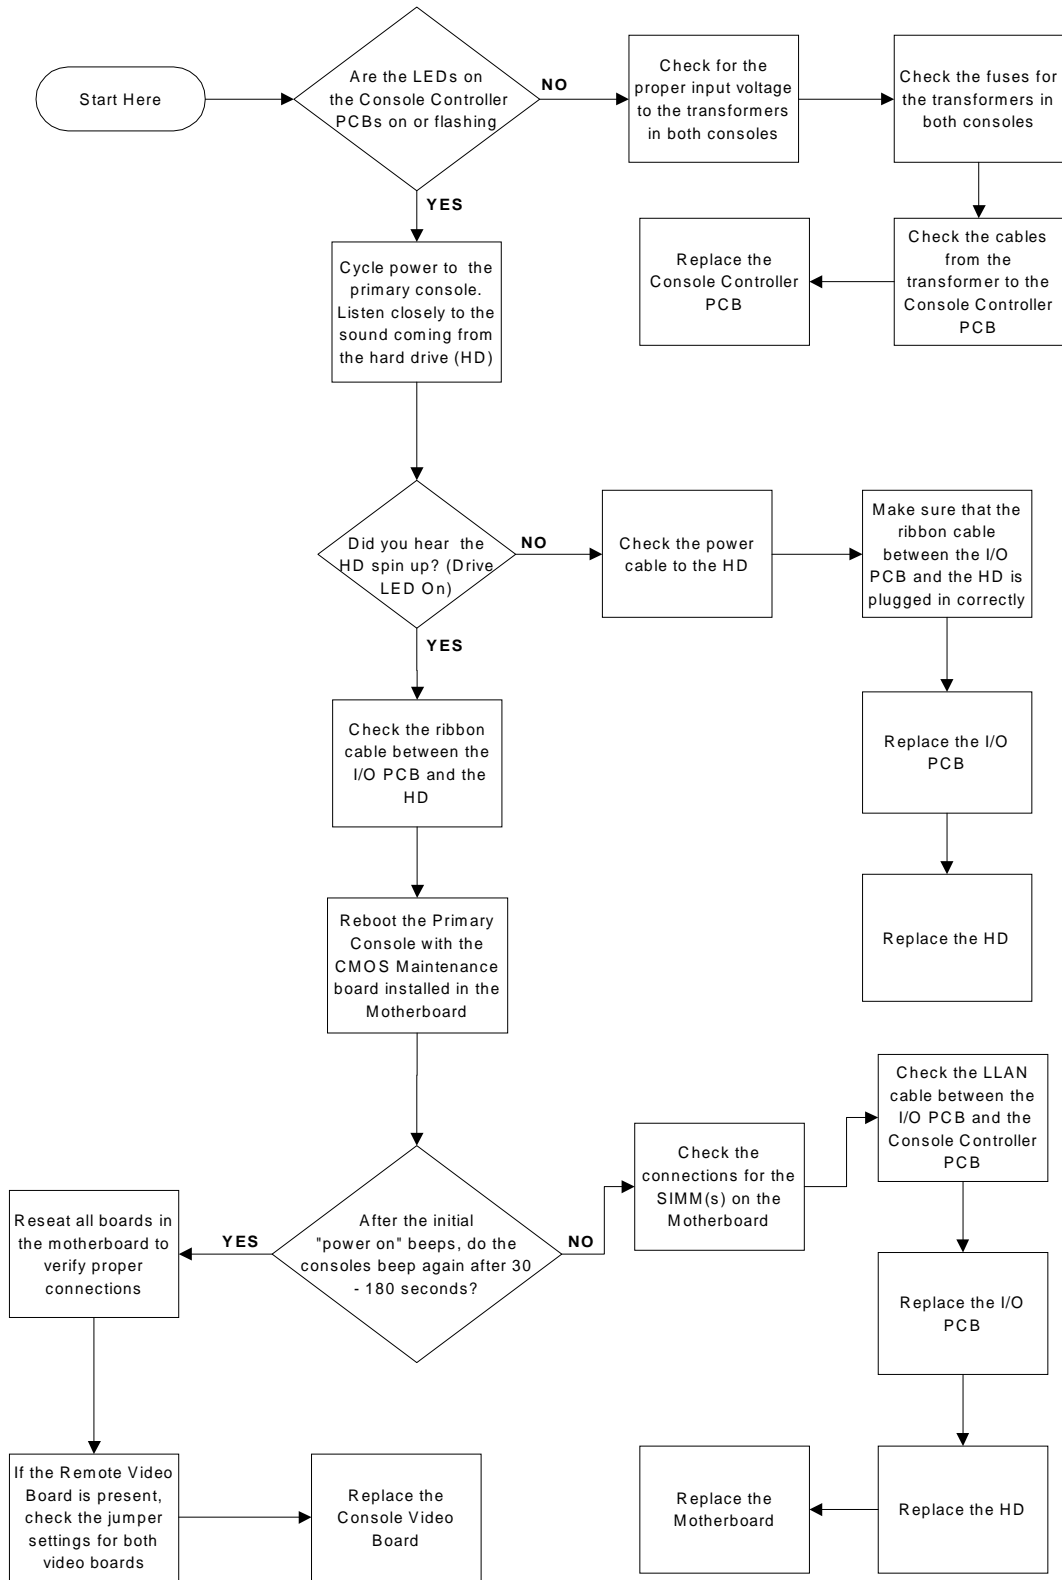 Start Here
Are the LEDs on
the Console Controller
PCBs on or flashing
NO
Check for the
proper input voltage
to the transformers
in both consoles
Check the fuses for
the transformers in
both consoles
YES
Replace the
Console Controller
PCB
Check the cables
from the
transformer to the
Console Controller
PCB
Cycle power to the
primary console.
Listen closely to the
sound coming from
the hard drive (HD)
Did you hear the
HD spin up? (Drive
LED On)
NO
Check the power
cable to the HD
Make sure that the
ribbon cable
between the I/O
PCB and the HD is
plugged in correctly
YES
Check the ribbon
cable between the
I/O PCB and the
HD
Replace the I/O
PCB
Reboot the Primary
Console with the
CMOS Maintenance
board installed in the
Motherboard
Replace the HD
After the initial
"power on" beeps, do the
consoles beep again after 30
- 180 seconds?
NO
Check the
connections for the
SIMM(s) on the
Motherboard
Check the LLAN
cable between the
I/O PCB and the
Console Controller
PCB
YES
Reseat all boards in
the motherboard to
verify proper
connections
Replace the I/O
PCB
If the Remote Video
Board is present,
check the jumper
settings for both
video boards
Replace the
Console Video
Board
Replace the
Motherboard
Replace the HD